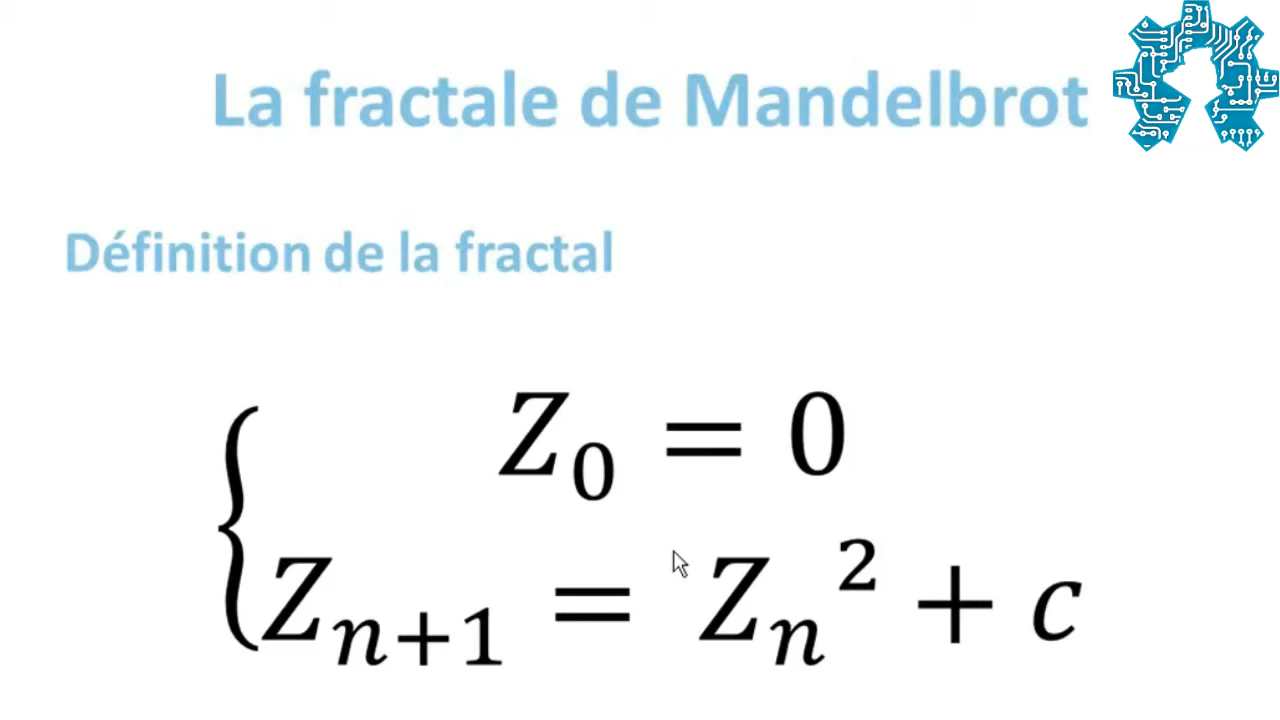 La fractale de Mandelbrot
Définition de la fractal
Z₀ = 0
Zₙ₊₁ = Zₙ² + c